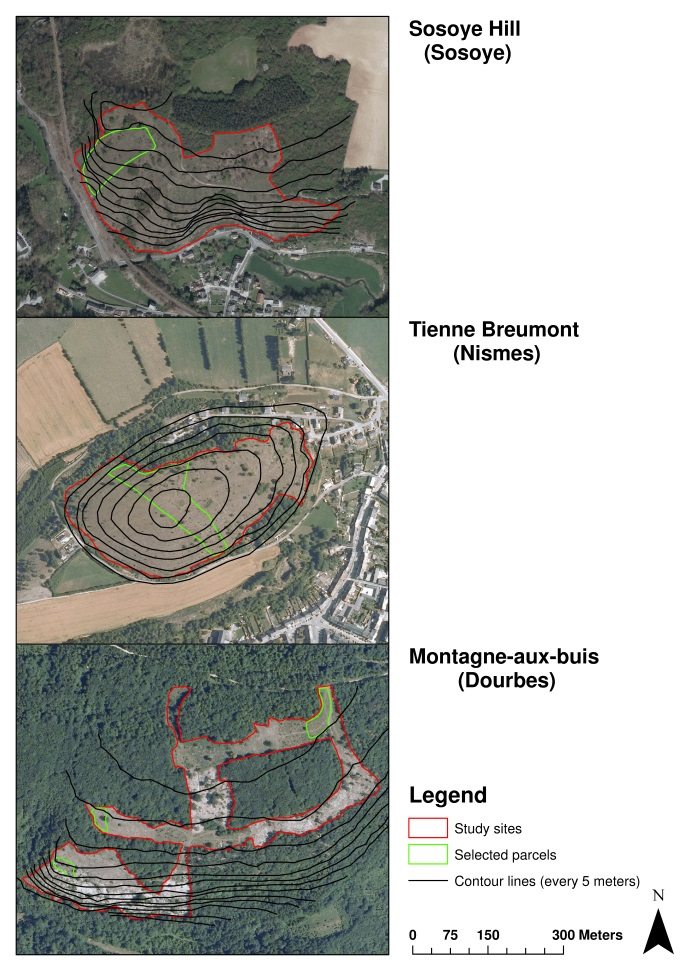 Sosoye Hill
(Sosoye)
Tienne Breumont
(Nismes)
Montagne-aux-buis
(Dourbes)
Legend
Study sites
Selected parcels
Contour lines (every 5 meters)
N
0 75 150 300 Meters